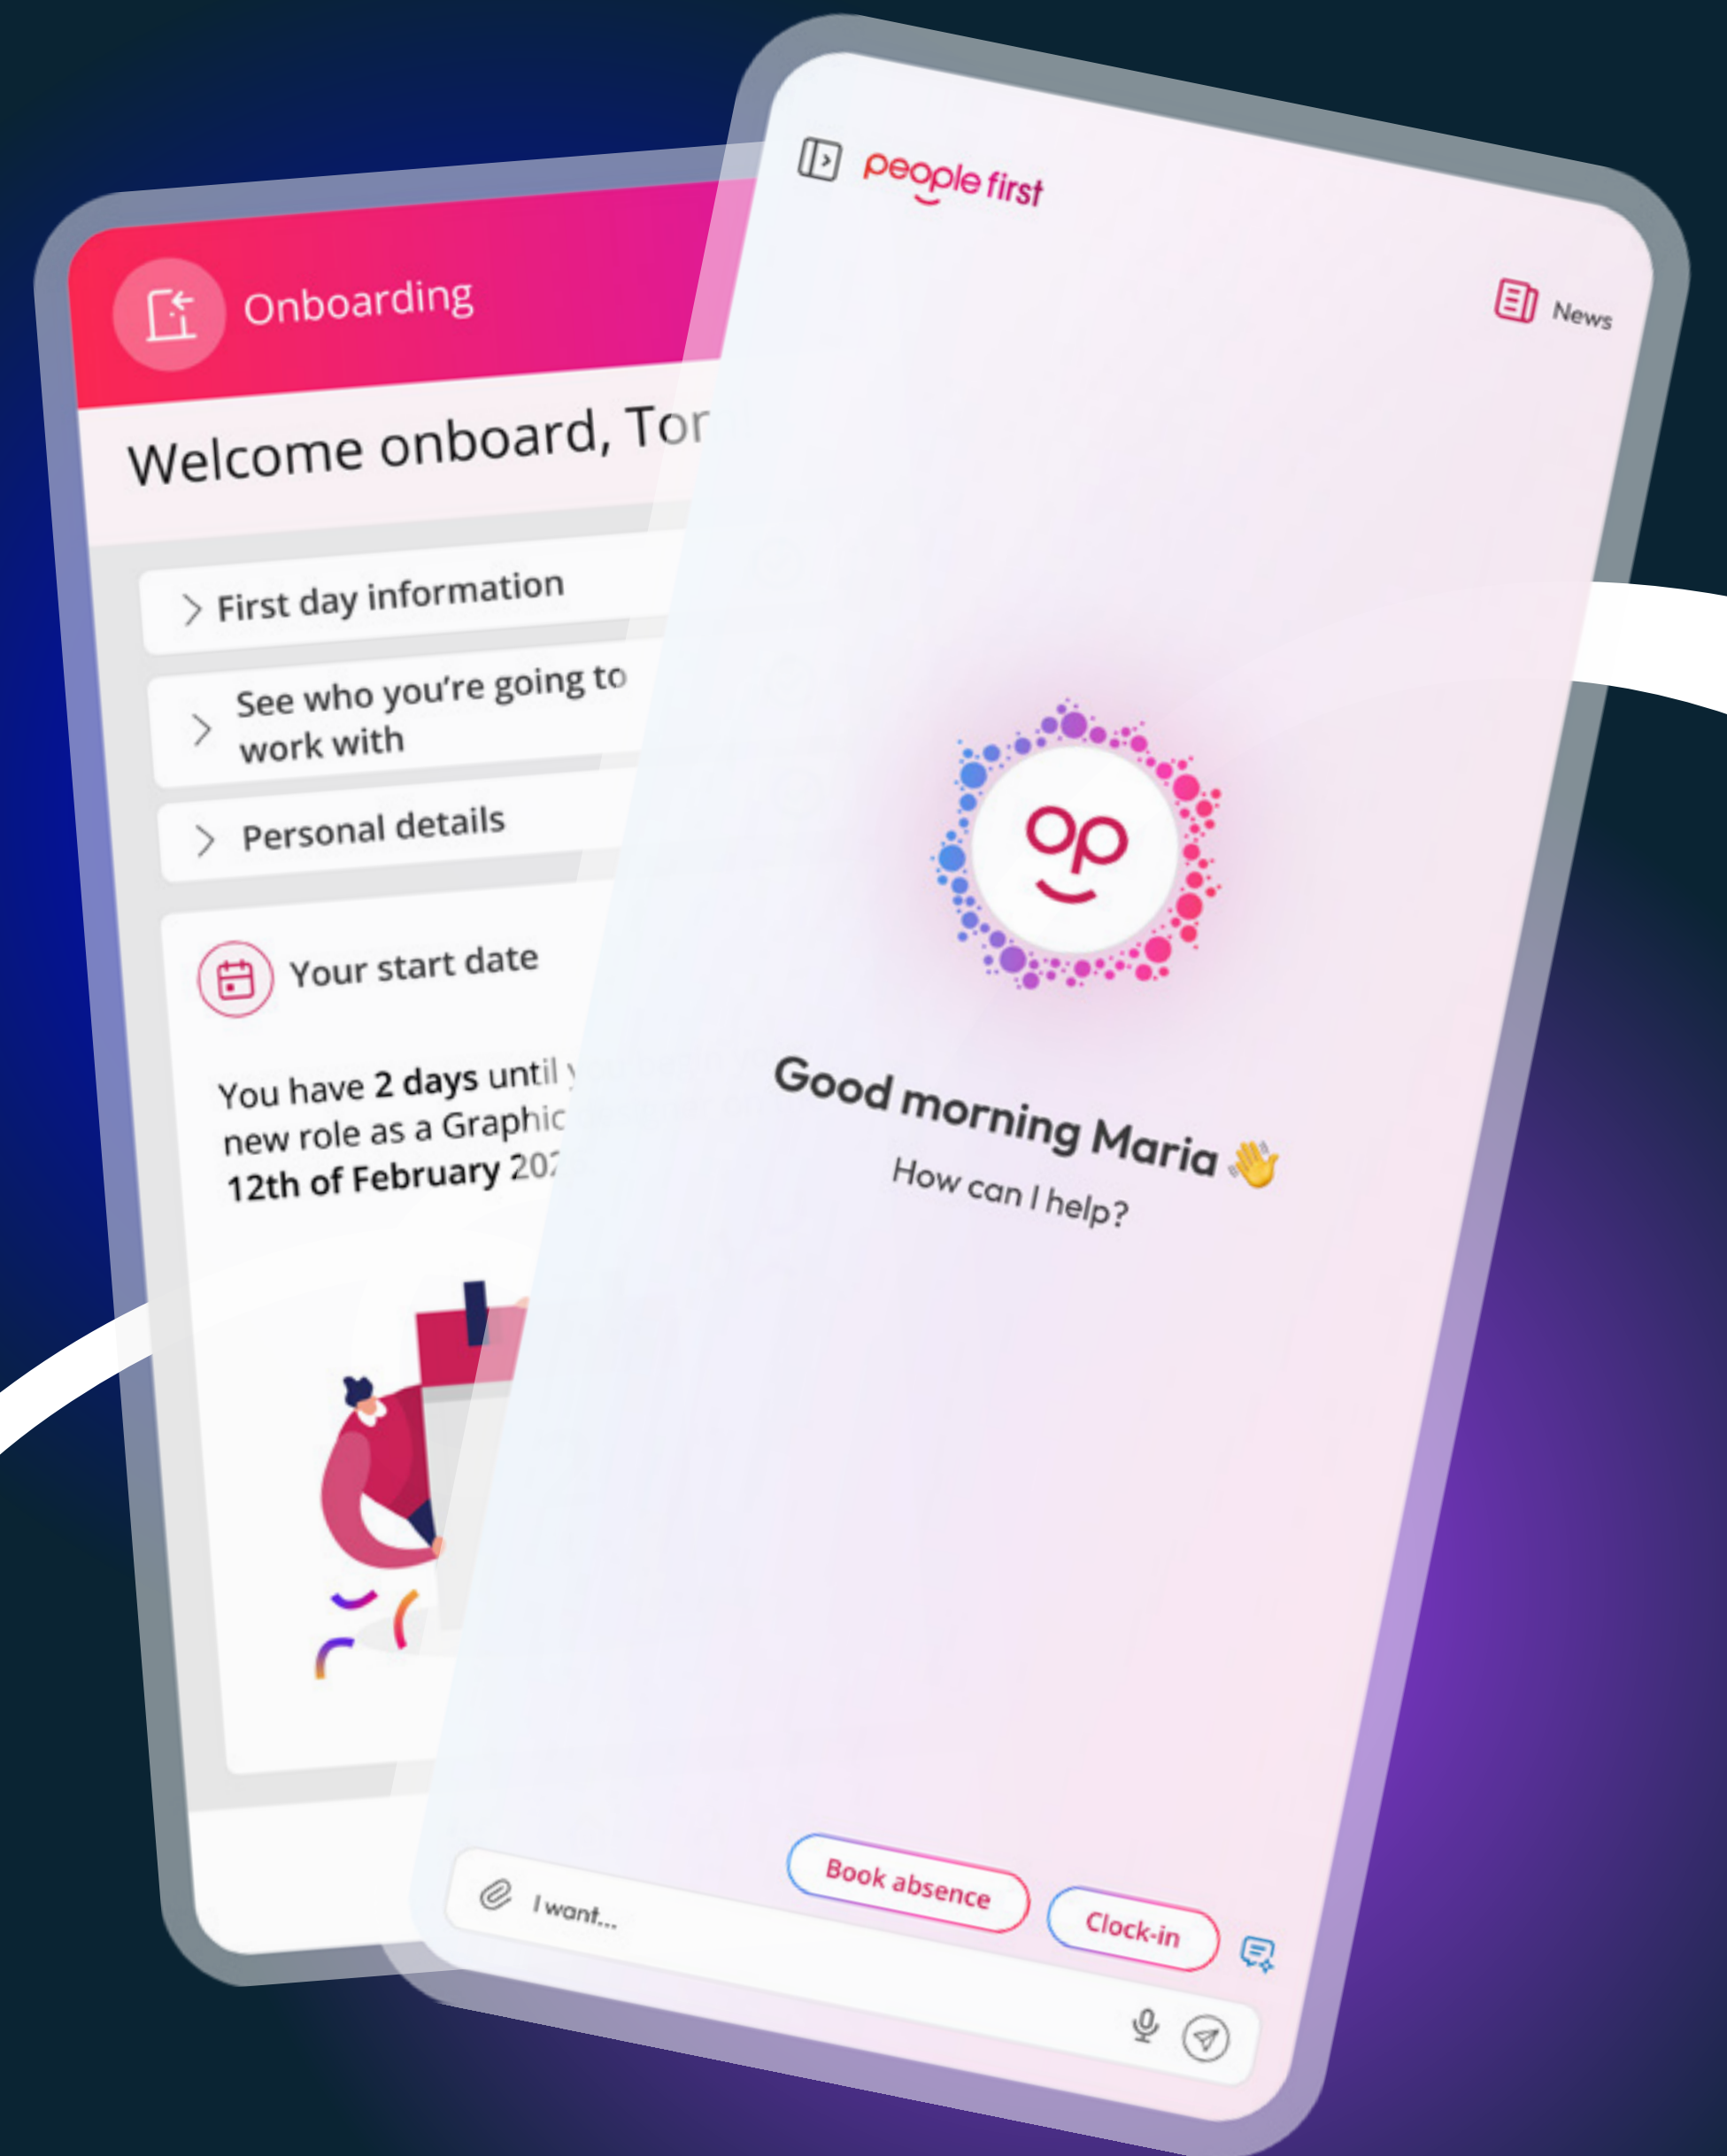 Onboarding
Welcome onboard,
First day information
See who you’re going to
work with
Personal details
Your start date
You have 2 days until
new role as a Graphic
12th of February
people first
News
op
Good morning Maria 👋
How can I help?
Book absence
Clock-in
I want...